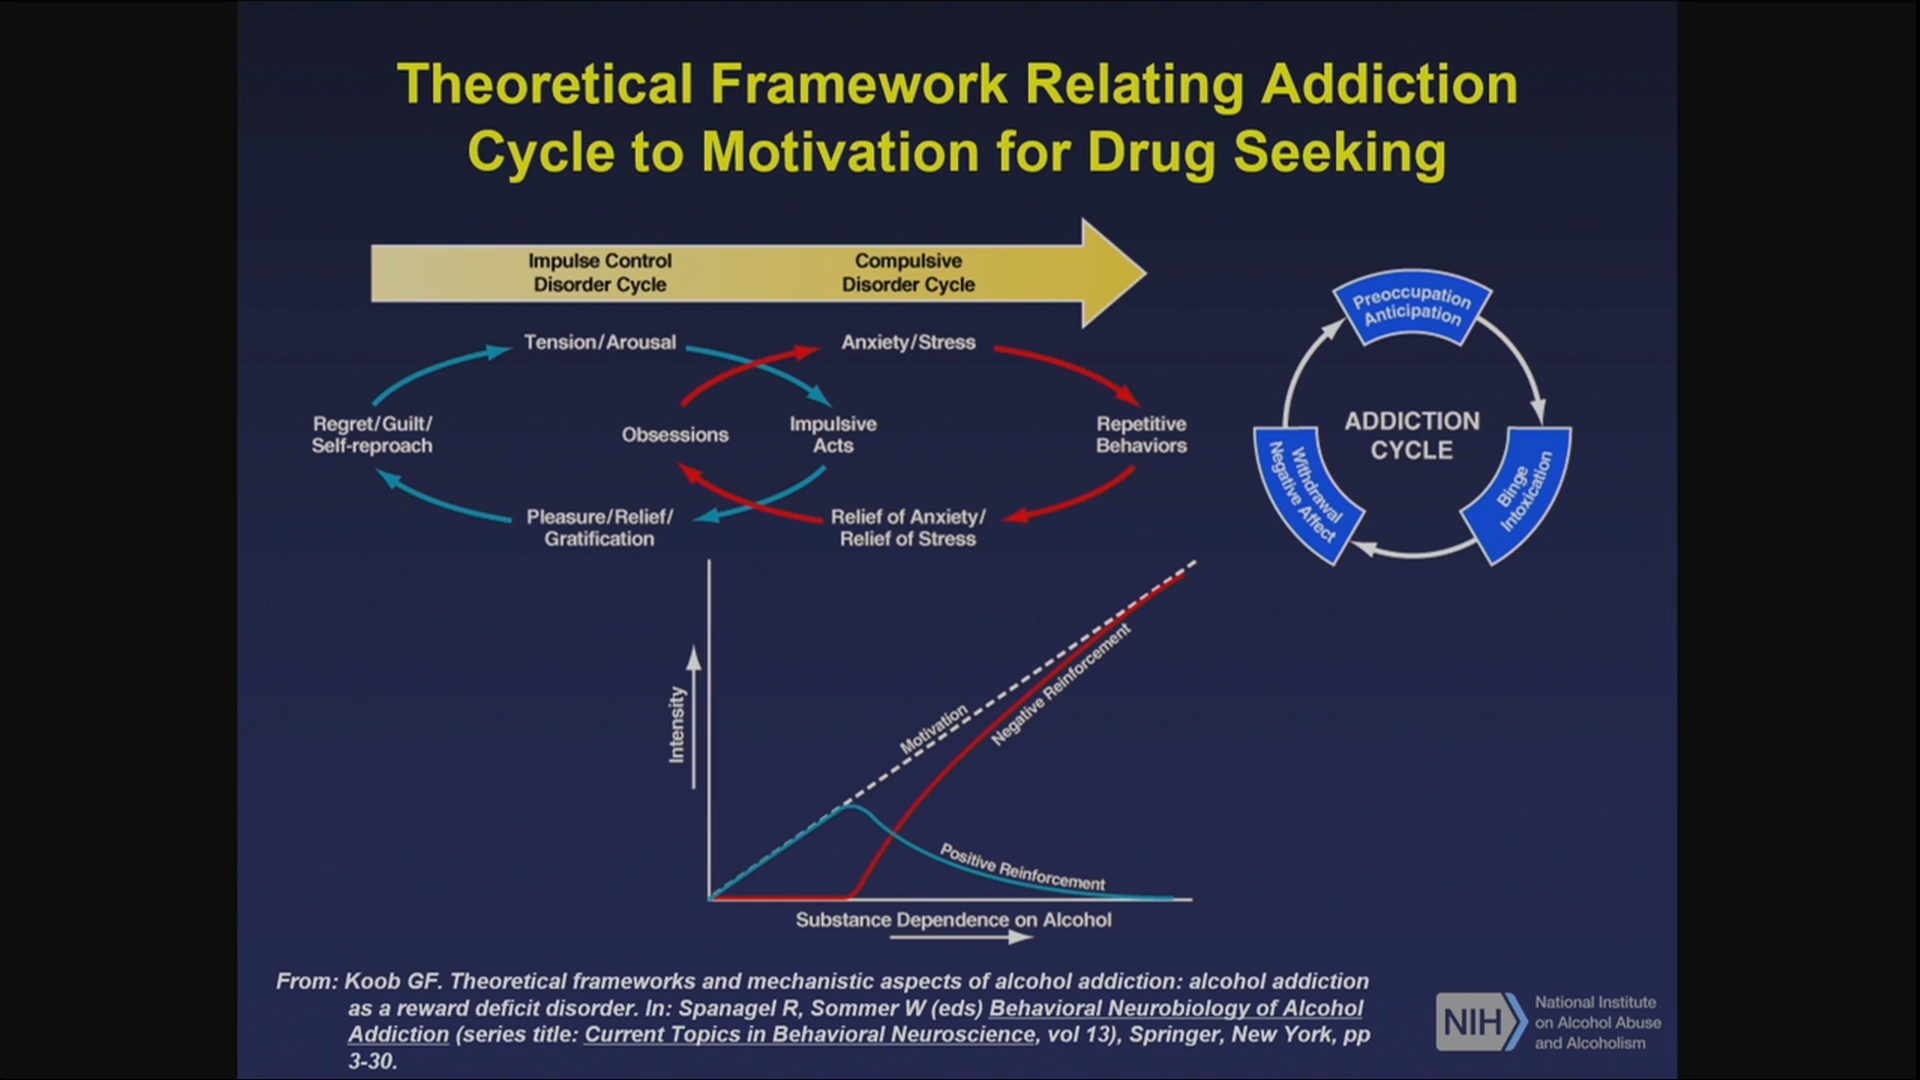 Theoretical Framework Relating Addiction
Cycle to Motivation for Drug Seeking
Impulse Control
Disorder Cycle
Compulsive
Disorder Cycle
Tension/Arousal
Anxiety/Stress
Regret/Guilt/
Self-reproach
Obsessions
Impulsive
Acts
Repetitive
Behaviors
Pleasure/Relief/
Gratification
Relief of Anxiety/
Relief of Stress
Preoccupation
Anticipation
ADDICTION
CYCLE
Binge
Intoxication
Withdrawal
Negative Affect
Intensity
Motivation
Negative Reinforcement
Positive Reinforcement
Substance Dependence on Alcohol
From: Koob GF. Theoretical frameworks and mechanistic aspects of alcohol addiction: alcohol addiction
as a reward deficit disorder. In: Spanagel R, Sommer W (eds) Behavioral Neurobiology of Alcohol
Addiction (series title: Current Topics in Behavioral Neuroscience, vol 13), Springer, New York, pp
3-30.
NIH
National Institute
on Alcohol Abuse
and Alcoholism